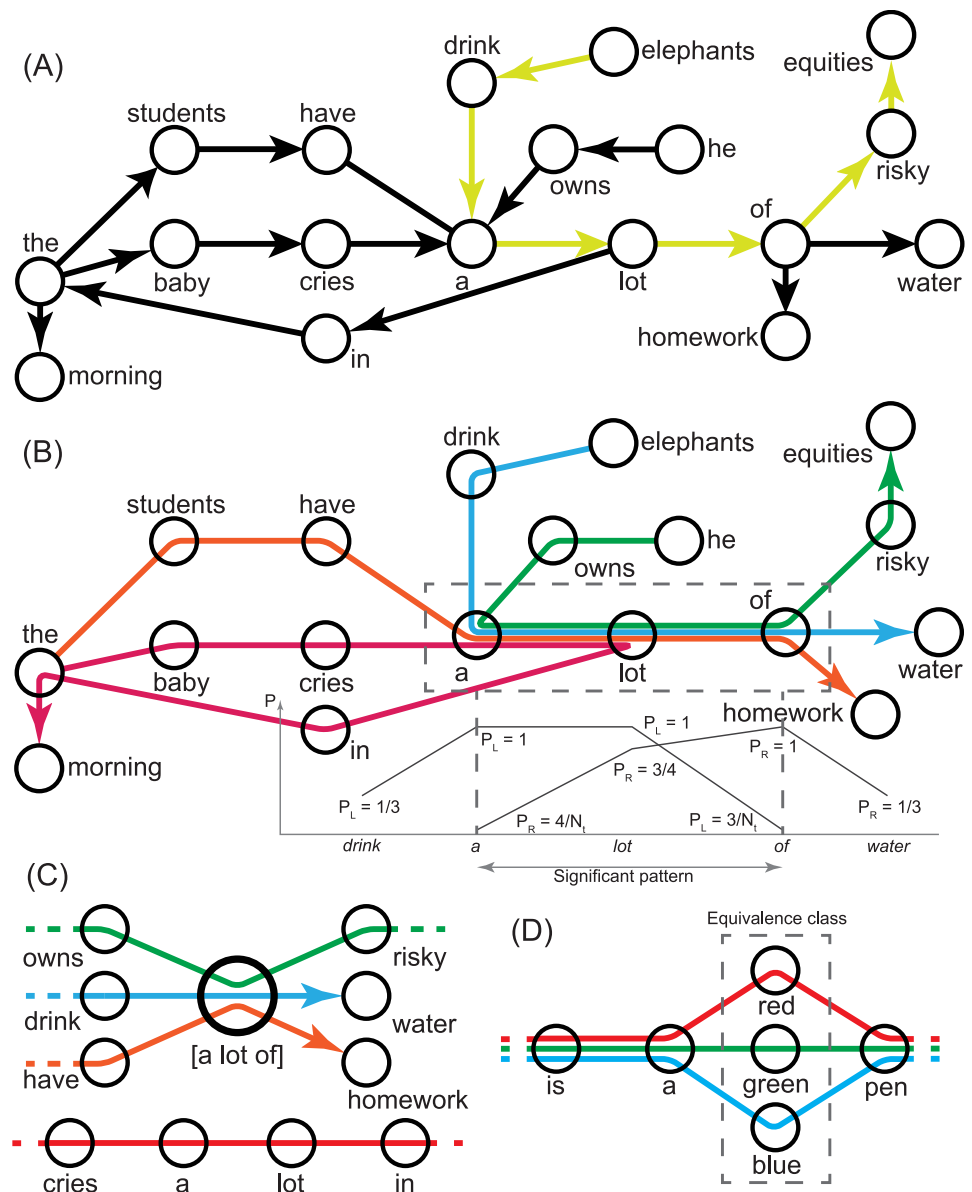 (A)
drink
elephants
equities
students
have
he
owns
risky
the
of
baby
cries
a
lot
water
in
homework
morning
(B)
drink
elephants
equities
students
have
he
owns
risky
the
of
baby
cries
a
lot
water
in
homework
morning
P
P_L = 1
P_L = 1
P_R = 3/4
P_R = 1
P_L = 1/3
P_R = 4/N_t
P_L = 3/N_t
P_R = 1/3
drink a lot of water
Significant pattern
(C)
owns
risky
drink
water
[a lot of]
have
homework
cries a lot in
(D)
Equivalence class
red
is a green pen
blue